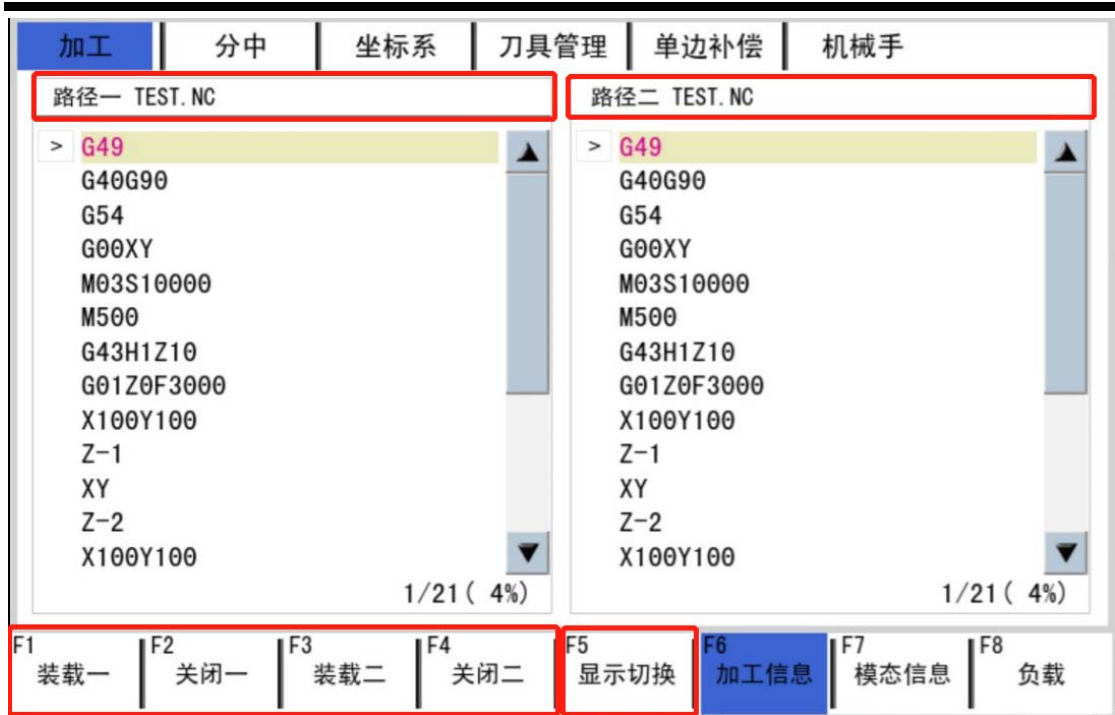 加工 分中 坐标系 刀具管理 单边补偿 机械手
路径一 TEST.NC
> G49
G40G90
G54
G00XY
M03S10000
M500
G43H1Z10
G01Z0F3000
X100Y100
Z-1
XY
Z-2
X100Y100
1/21( 4%)
路径二 TEST.NC
> G49
G40G90
G54
G00XY
M03S10000
M500
G43H1Z10
G01Z0F3000
X100Y100
Z-1
XY
Z-2
X100Y100
1/21( 4%)
F1 装载一
F2 关闭一
F3 装载二
F4 关闭二
F5 显示切换
F6 加工信息
F7 模态信息
F8 负载